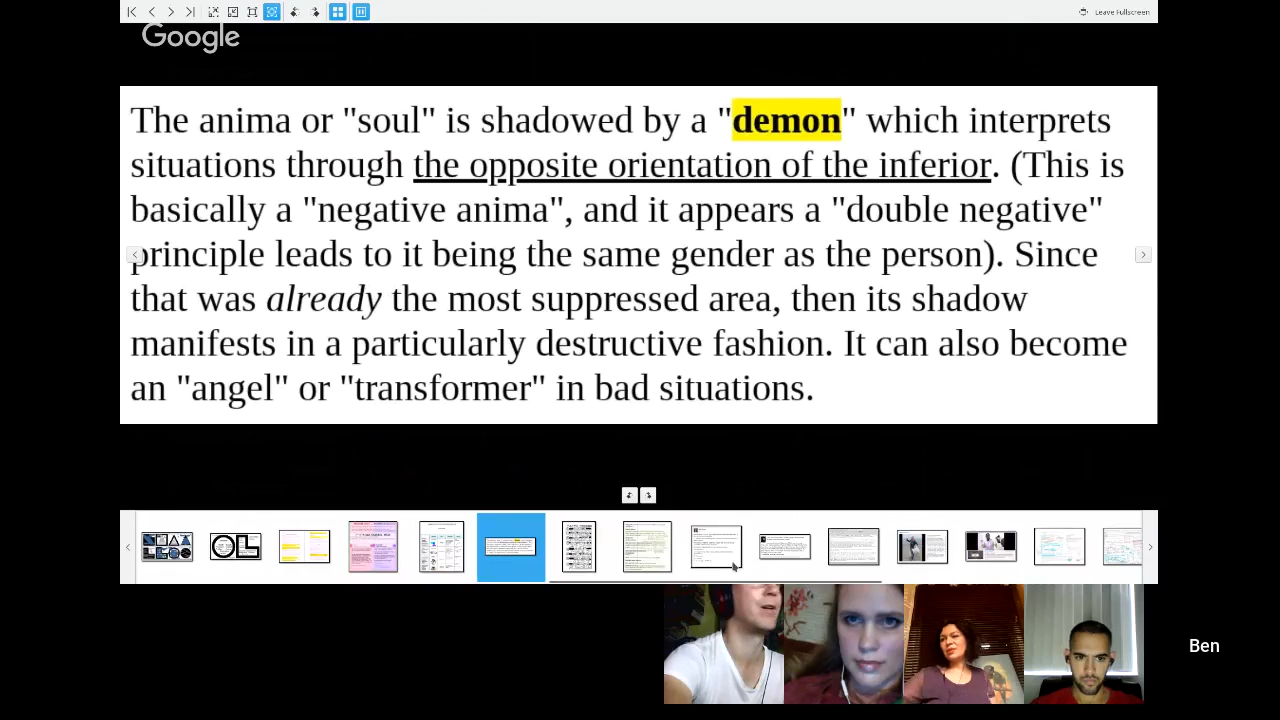 Leave Fullscreen
Google
The anima or "soul" is shadowed by a "demon" which interprets
situations through the opposite orientation of the inferior. (This is
basically a "negative anima", and it appears a "double negative"
principle leads to it being the same gender as the person). Since
that was already the most suppressed area, then its shadow
manifests in a particularly destructive fashion. It can also become
an "angel" or "transformer" in bad situations.
Ben